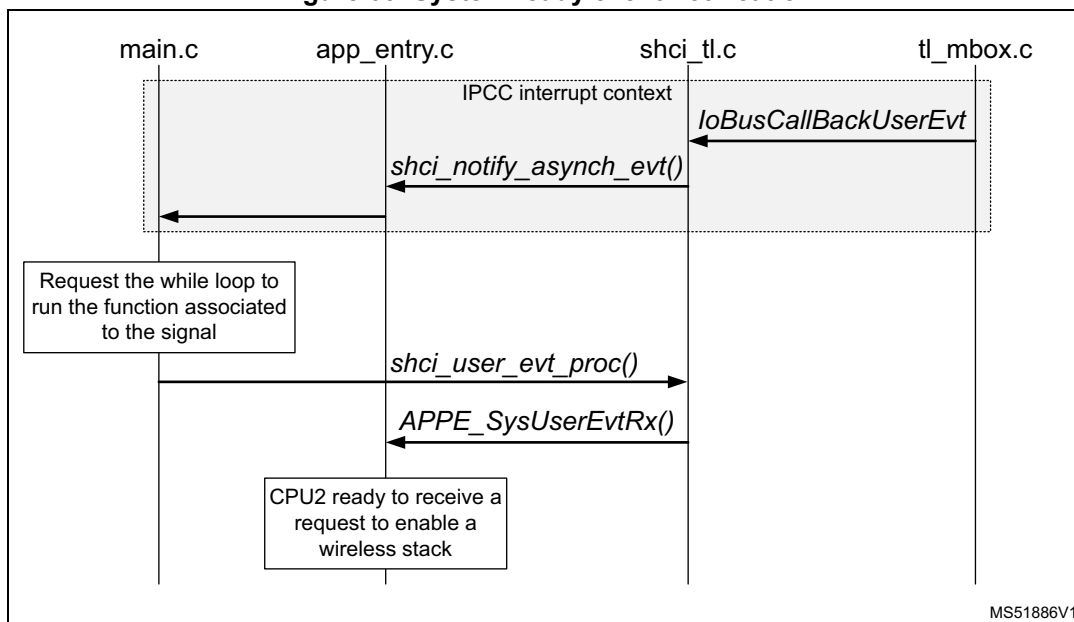 main.c app_entry.c shci_tl.c tl_mbox.c
IPCC interrupt context
IoBusCallBackUserEvt
shci_notify_asynch_evt()
Request the while loop to
run the function associated
to the signal
shci_user_evt_proc()
APPE_SysUserEvtRx()
CPU2 ready to receive a
request to enable a
wireless stack
MS51886V1